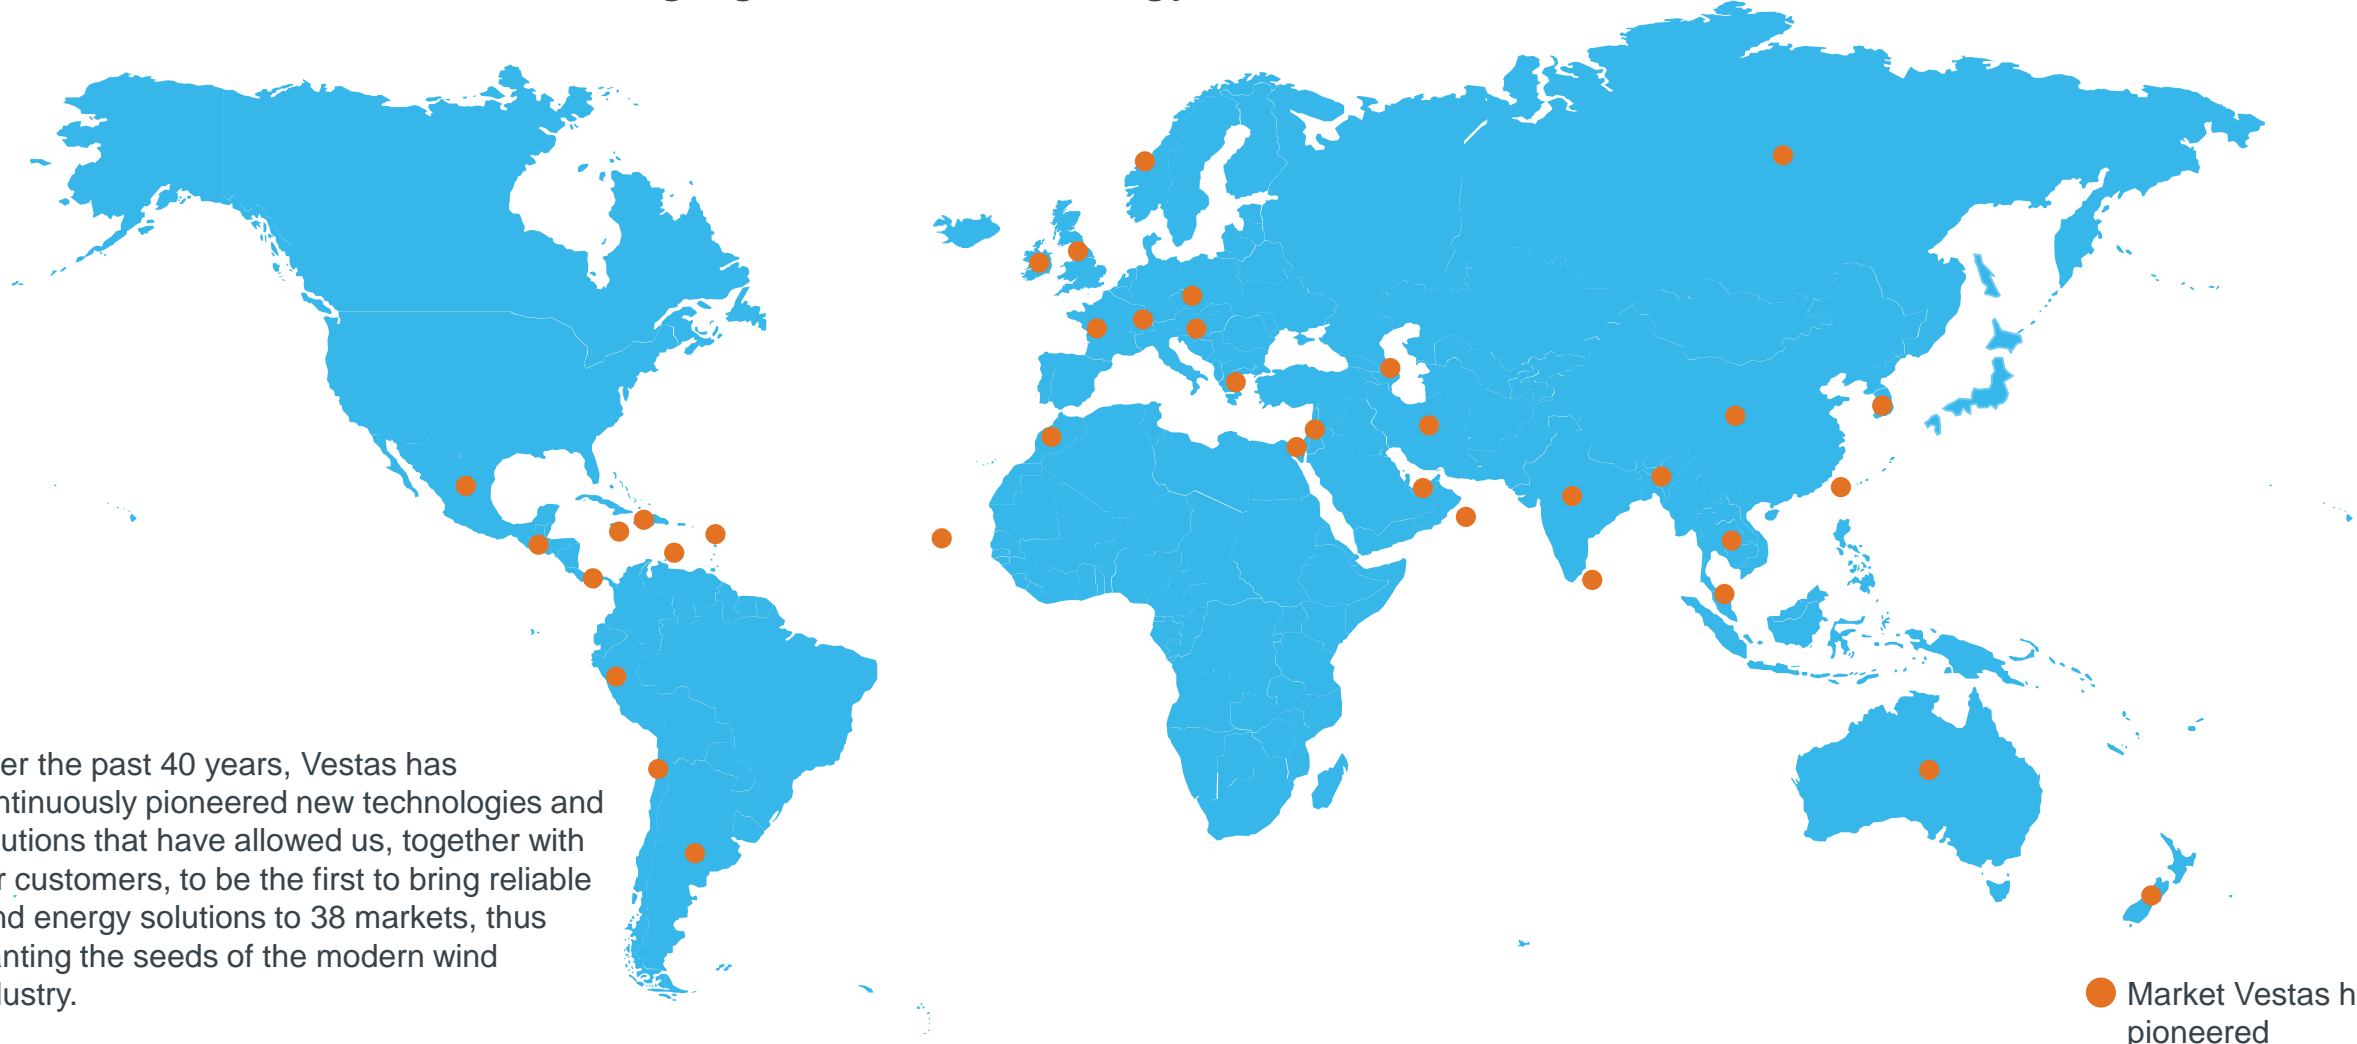 er the past 40 years, Vestas has
ntinuously pioneered new technologies and
utions that have allowed us, together with
r customers, to be the first to bring reliable
nd energy solutions to 38 markets, thus
anting the seeds of the modern wind
lustry.
Market Vestas h
pioneered